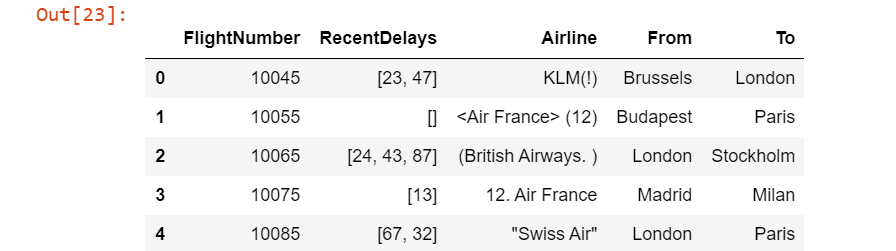 Out[23]:
FlightNumber RecentDelays Airline From To
0 10045 [23, 47] KLM(!) Brussels London
1 10055 [] <Air France> (12) Budapest Paris
2 10065 [24, 43, 87] (British Airways. ) London Stockholm
3 10075 [13] 12. Air France Madrid Milan
4 10085 [67, 32] "Swiss Air" London Paris